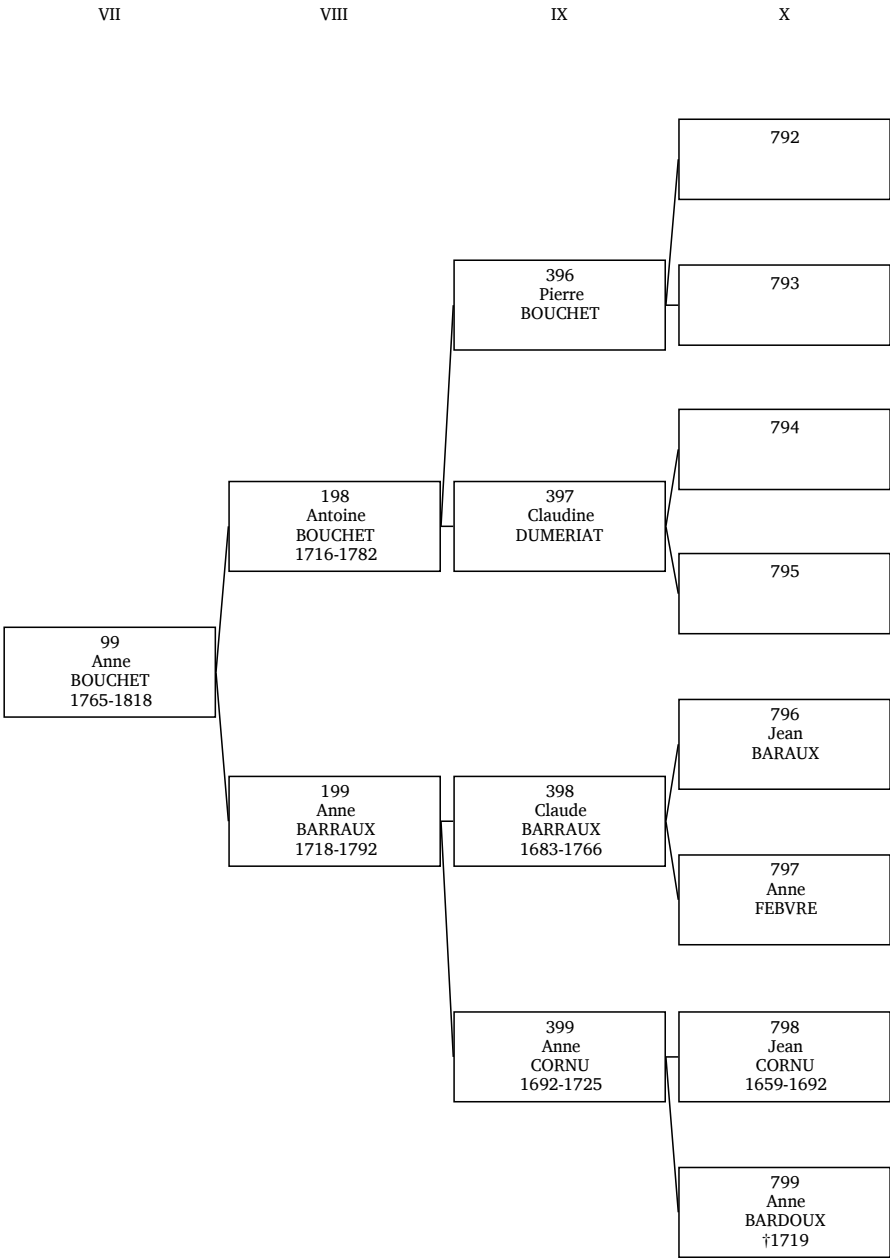 VII VIII IX X
792
396
Pierre
BOUCHET
793
794
198
Antoine
BOUCHET
1716-1782
397
Claudine
DUMERIAT
795
99
Anne
BOUCHET
1765-1818
796
Jean
BARAUX
199
Anne
BARRAUX
1718-1792
398
Claude
BARRAUX
1683-1766
797
Anne
FEBVRE
399
Anne
CORNU
1692-1725
798
Jean
CORNU
1659-1692
799
Anne
BARDOUX
†1719